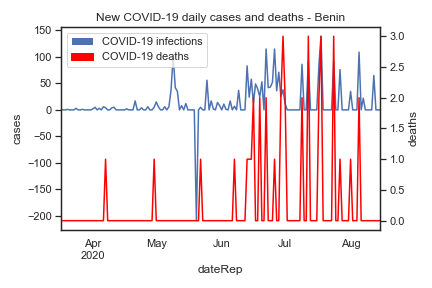 New COVID-19 daily cases and deaths - Benin
COVID-19 infections
COVID-19 deaths
150
100
50
0
−50
−100
−150
−200
cases
3.0
2.5
2.0
1.5
1.0
0.5
0.0
deaths
Apr May Jun Jul Aug
2020
dateRep